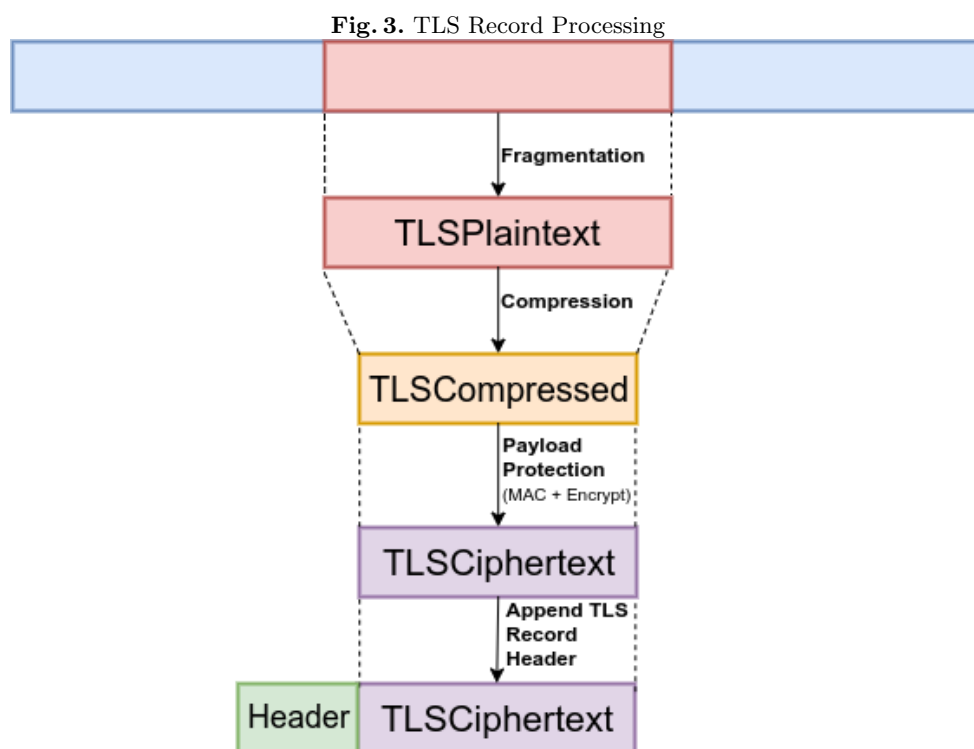 Fig. 3. TLS Record Processing
Fragmentation
TLSPlaintext
Compression
TLSCompressed
Payload
Protection
(MAC + Encrypt)
TLSCiphertext
Append TLS
Record
Header
Header
TLSCiphertext